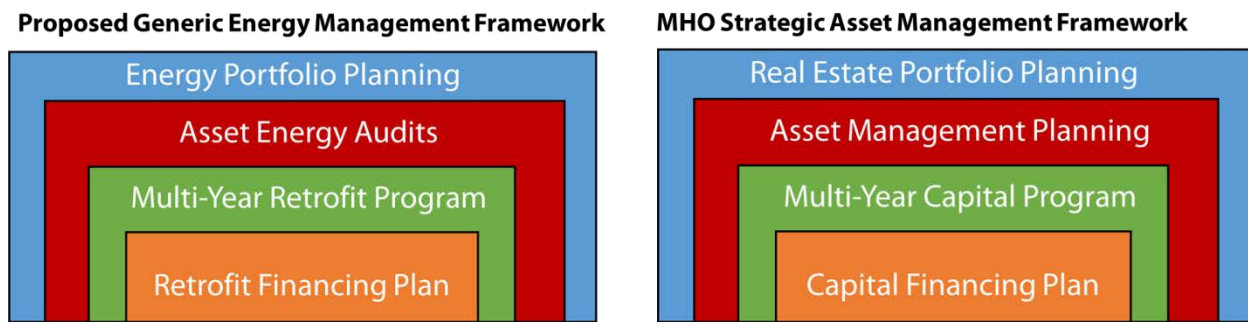 Proposed Generic Energy Management Framework
Energy Portfolio Planning
Asset Energy Audits
Multi-Year Retrofit Program
Retrofit Financing Plan
MHO Strategic Asset Management Framework
Real Estate Portfolio Planning
Asset Management Planning
Multi-Year Capital Program
Capital Financing Plan